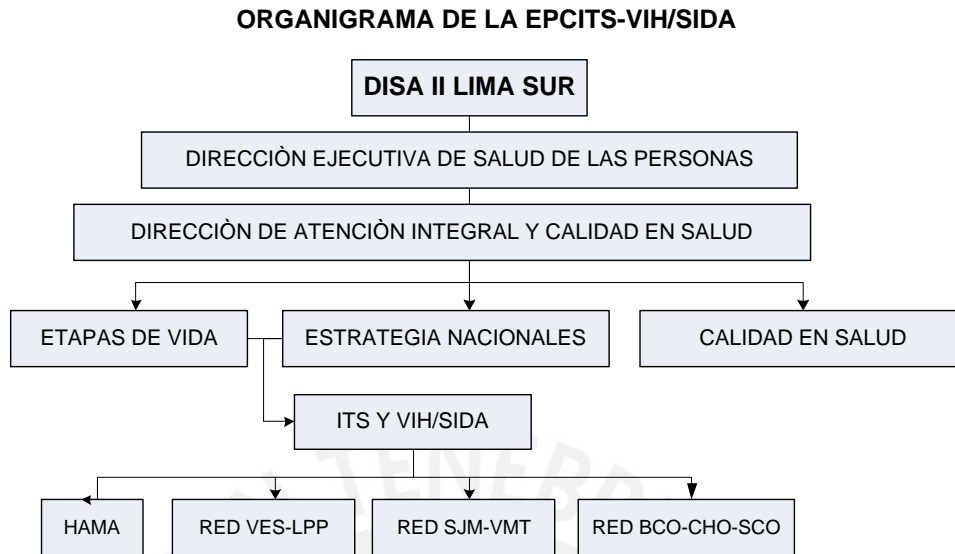 ORGANIGRAMA DE LA EPCITS-VIH/SIDA
DISA II LIMA SUR
DIRECCIÒN EJECUTIVA DE SALUD DE LAS PERSONAS
DIRECCIÒN DE ATENCIÒN INTEGRAL Y CALIDAD EN SALUD
ETAPAS DE VIDA
ESTRATEGIA NACIONALES
CALIDAD EN SALUD
ITS Y VIH/SIDA
HAMA
RED VES-LPP
RED SJM-VMT
RED BCO-CHO-SCO